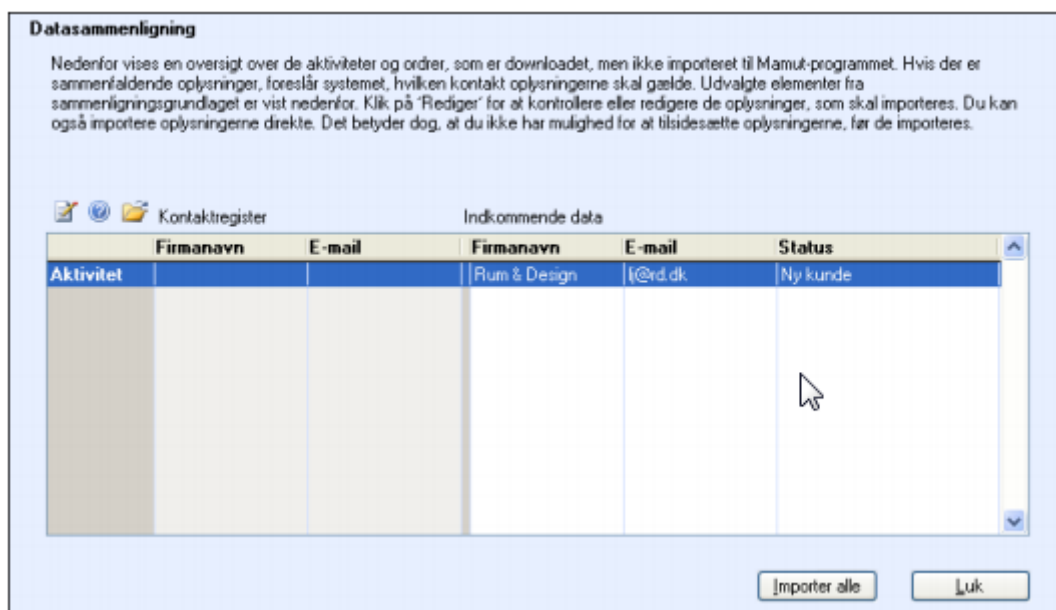 Datasammenligning
Nedenfor vises en oversigt over de aktiviteter og ordrer, som er downloadet, men ikke importeret til Mamut-programmet. Hvis der er
sammenfaldende oplysninger, foreslår systemet, hvilken kontakt oplysningerne skal gælde. Udvalgte elementer fra
sammenligningsgrundlaget er vist nedenfor. Klik på 'Rediger' for at kontrollere eller redigere de oplysninger, som skal importeres. Du kan
også importere oplysningerne direkte. Det betyder dog, at du ikke har mulighed for at tilsidesætte oplysningerne, før de importeres.
Kontaktregister Indkommende data
Firmanavn E-mail Firmanavn E-mail Status
Aktivitet Rum & Design lj@rd.dk Ny kunde
Importer alle Luk